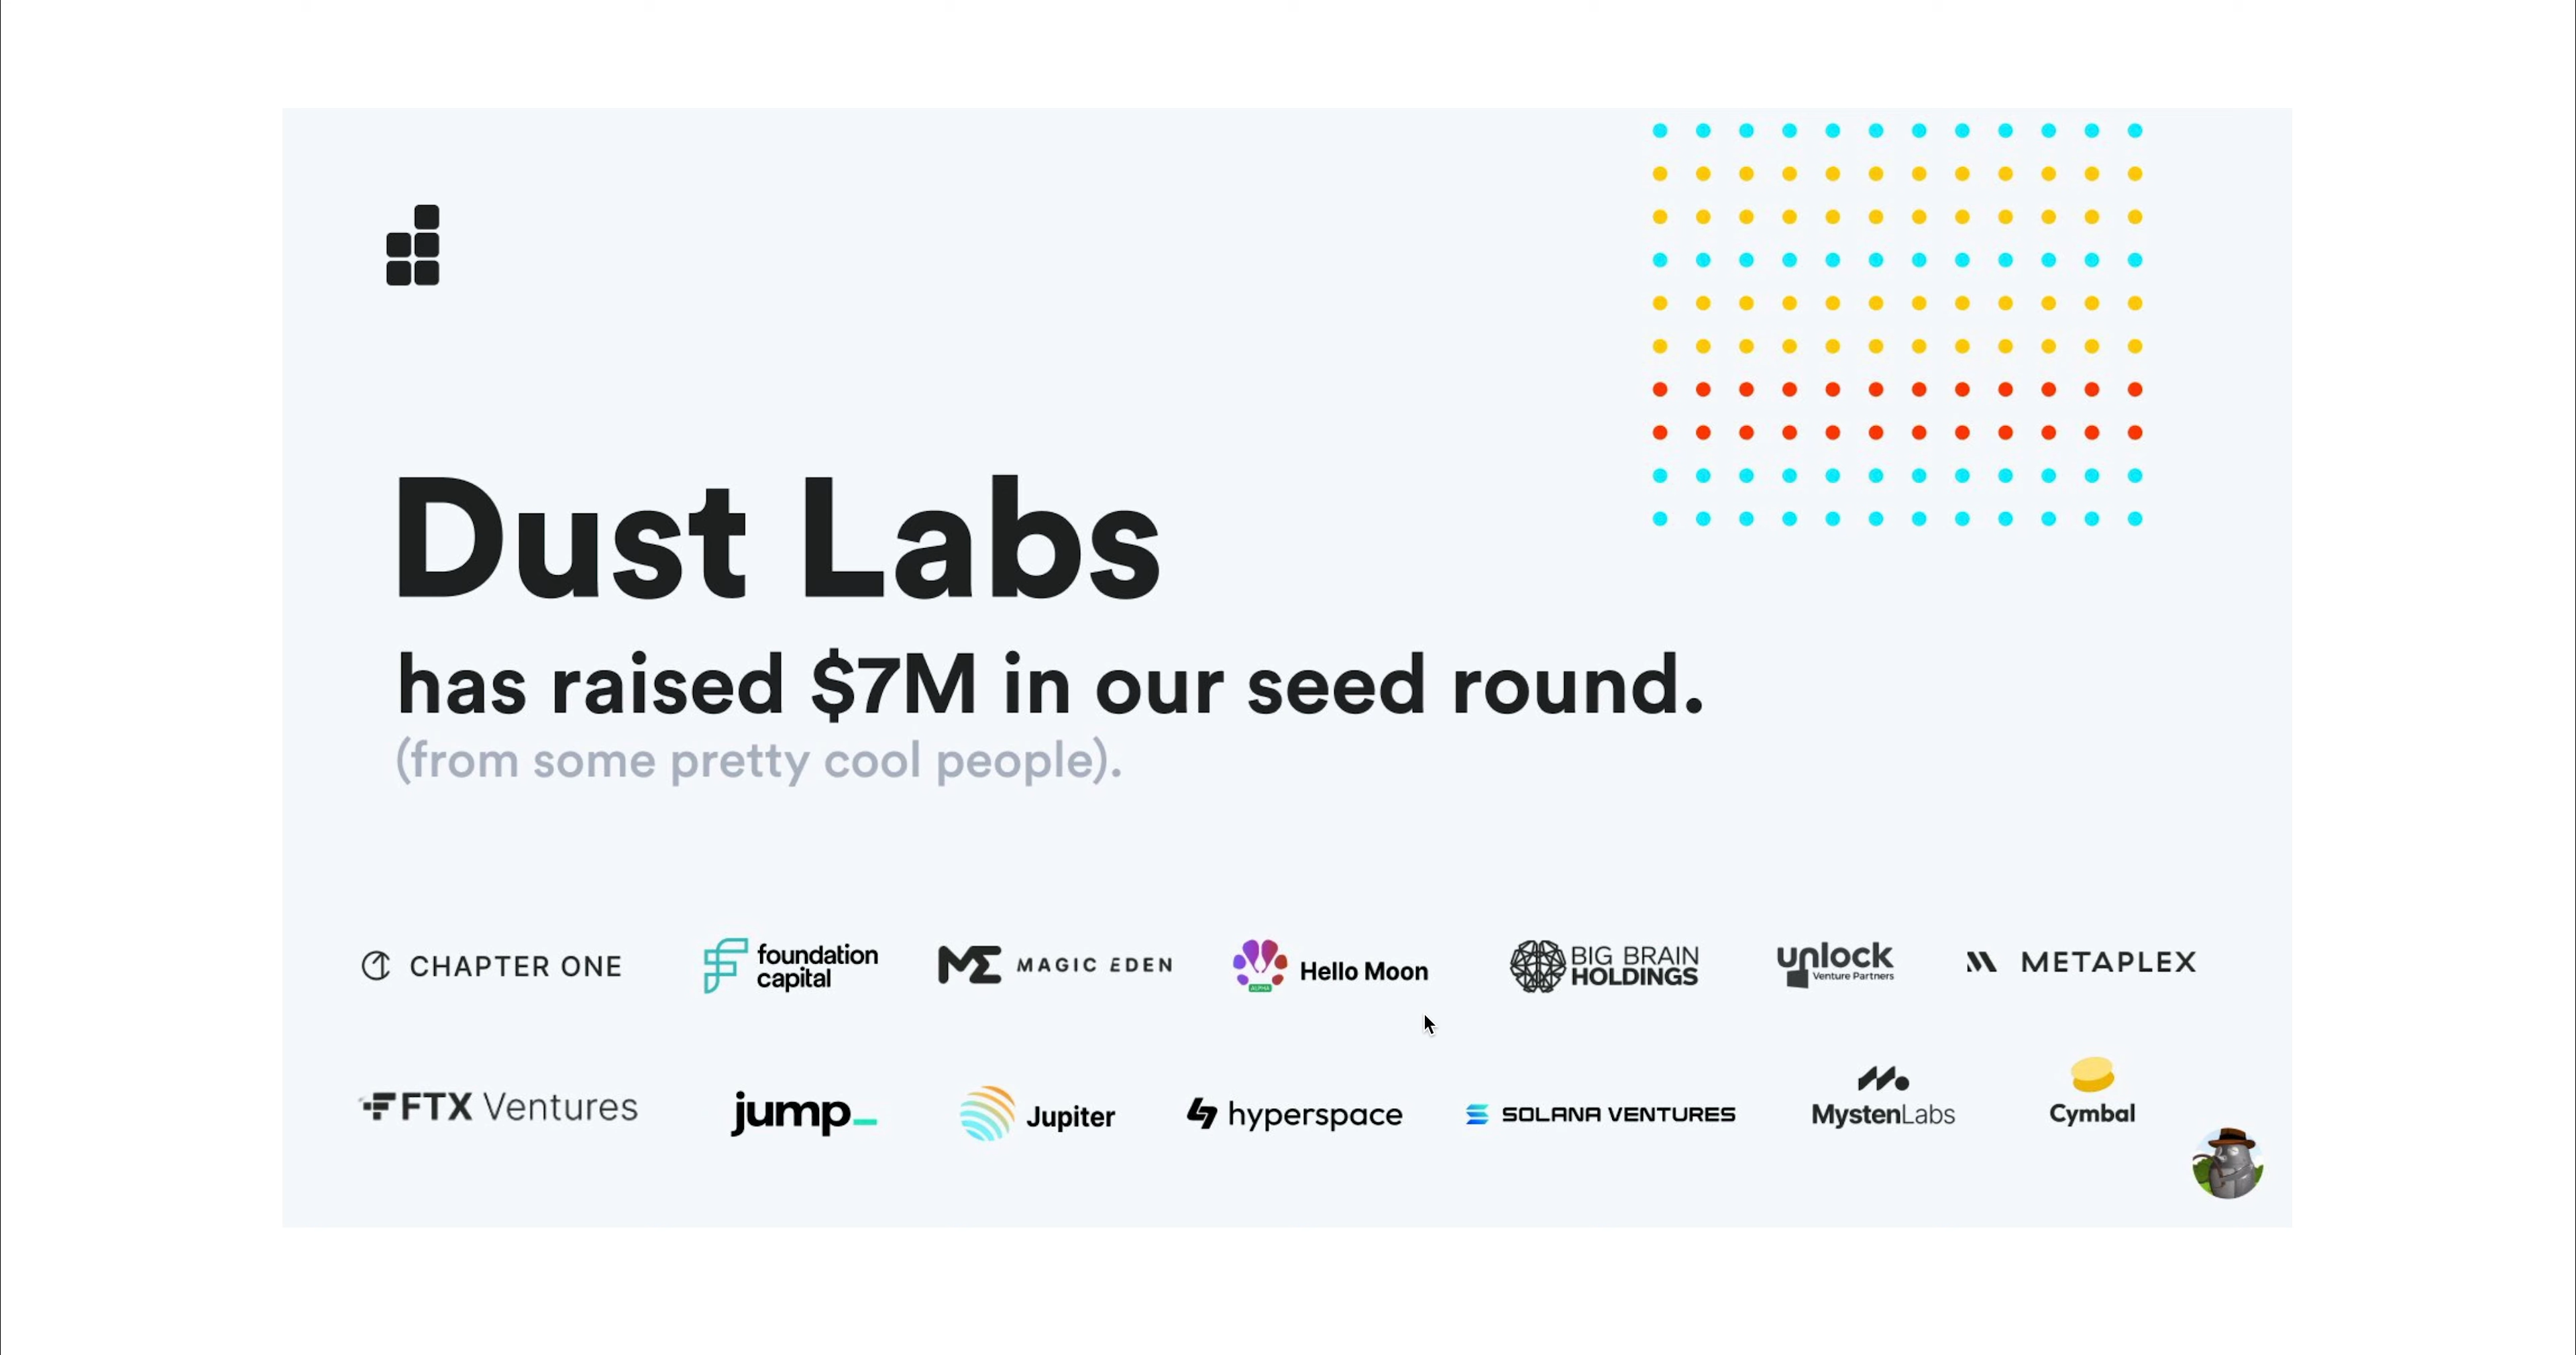 Dust Labs
has raised $7M in our seed round.
(from some pretty cool people).
CHAPTER ONE
foundation
capital
ME MAGIC EDEN
Hello Moon
ALPHA
BIG BRAIN
HOLDINGS
unlock
Venture Partners
METAPLEX
FTX Ventures
jump_
Jupiter
hyperspace
SOLANA VENTURES
MystenLabs
Cymbal